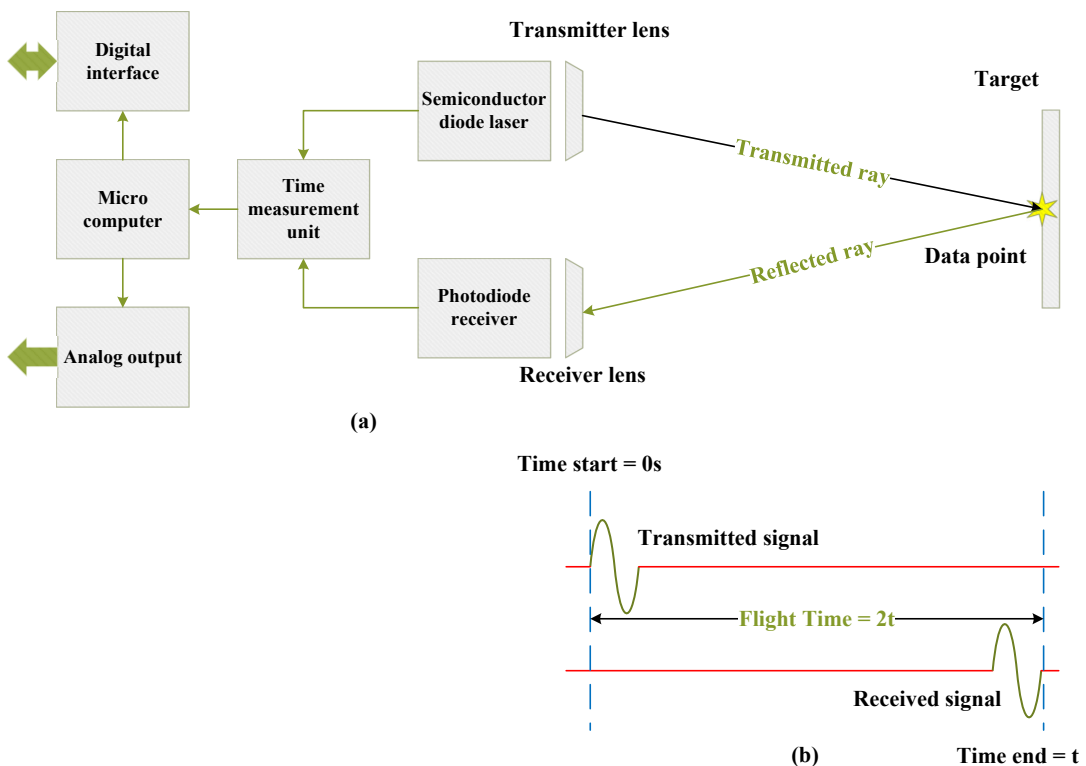 Digital
interface
Micro
computer
Analog output
Time
measurement
unit
Transmitter lens
Semiconductor
diode laser
Photodiode
receiver
Receiver lens
Transmitted ray
Reflected ray
Target
Data point
(a)
Time start = 0s
Transmitted signal
Flight Time = 2t
Received signal
(b)
Time end = t